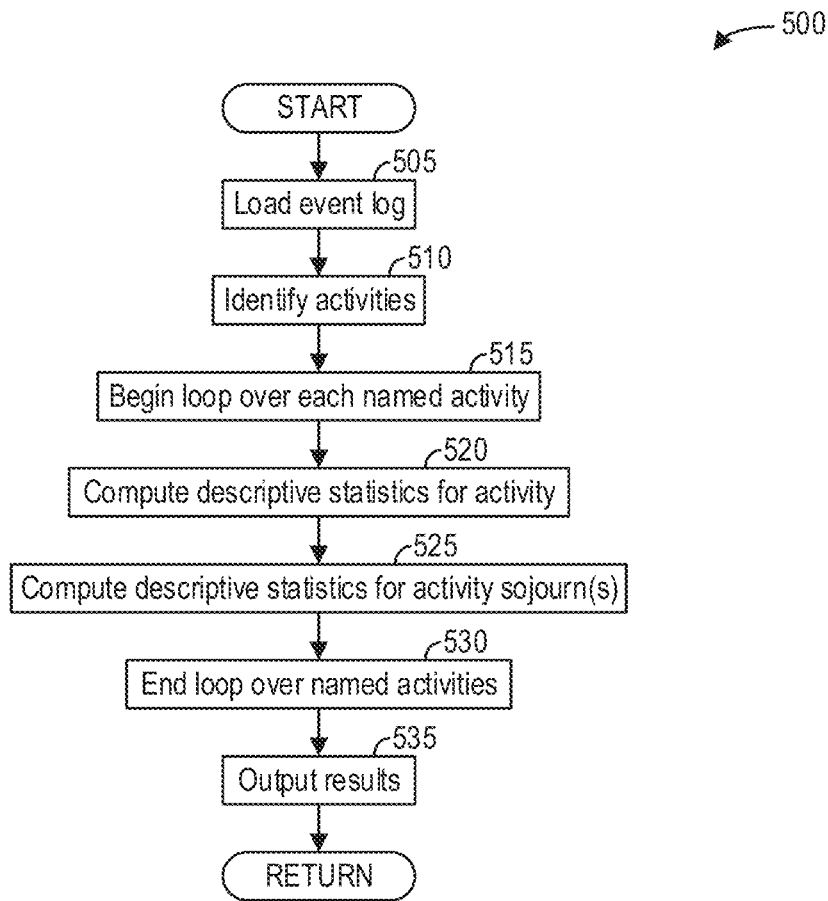 500
START
505
Load event log
510
Identify activities
515
Begin loop over each named activity
520
Compute descriptive statistics for activity
525
Compute descriptive statistics for activity sojourn(s)
530
End loop over named activities
535
Output results
RETURN